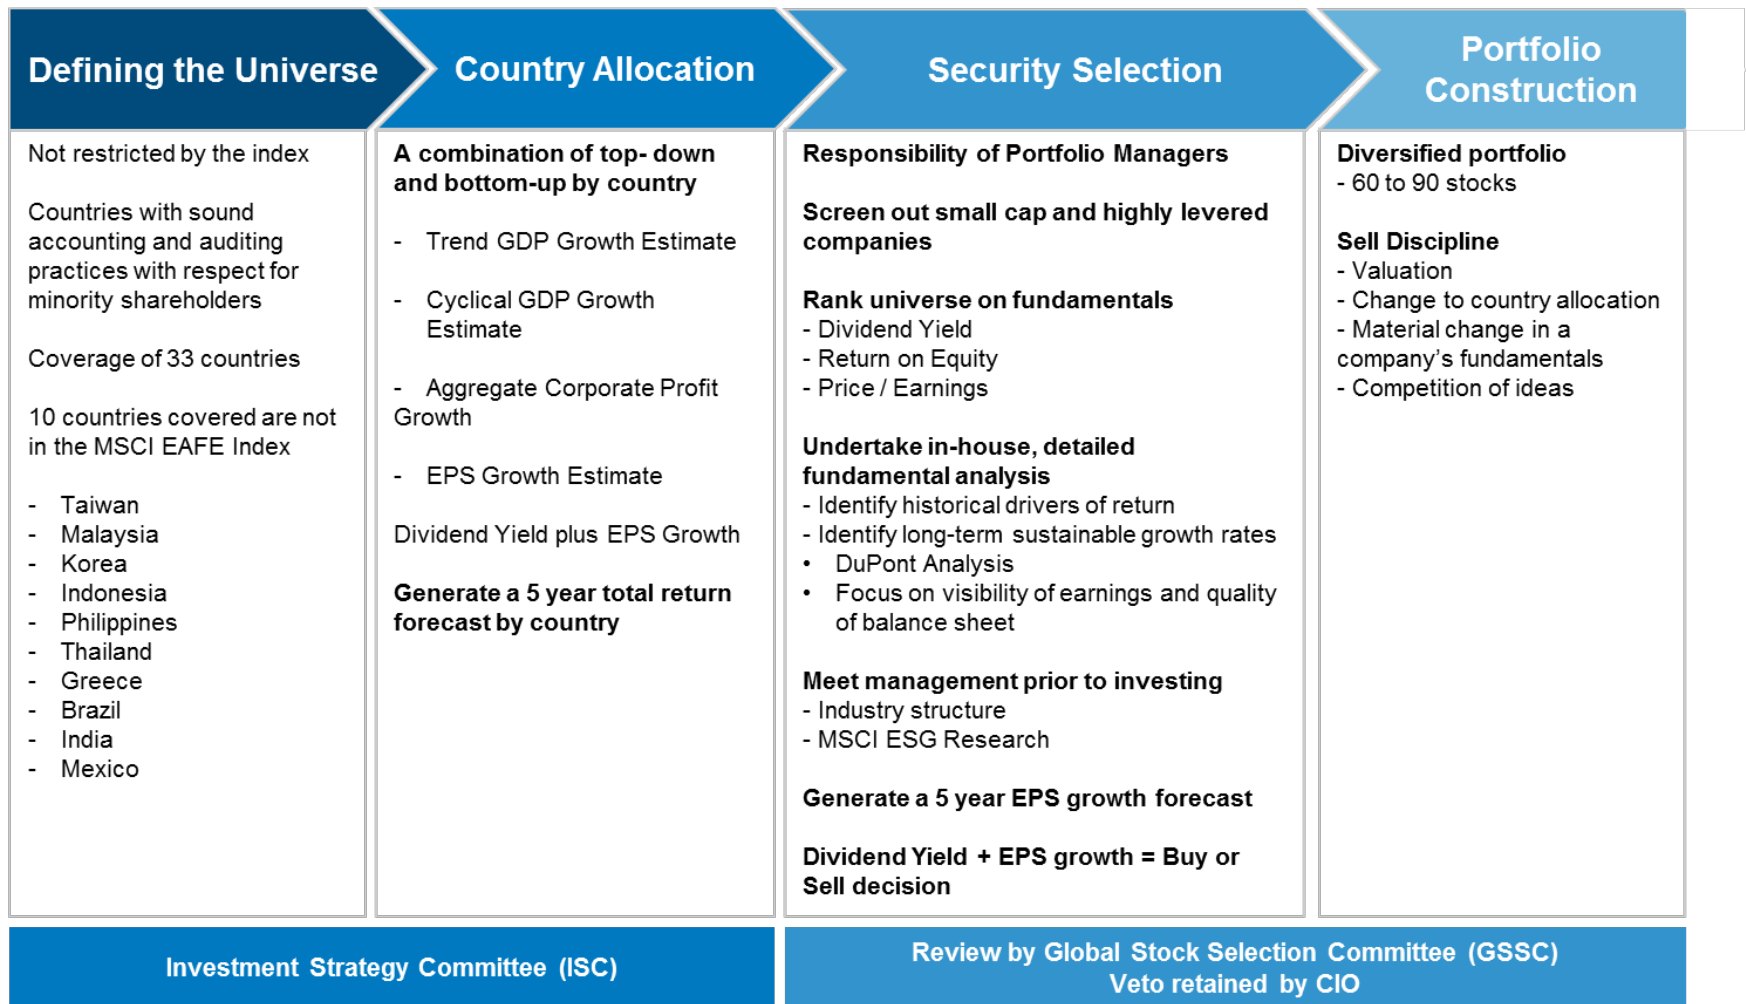 Defining the Universe
Not restricted by the index
Countries with sound
accounting and auditing
practices with respect for
minority shareholders
Coverage of 33 countries
10 countries covered are not
in the MSCI EAFE Index
- Taiwan
- Malaysia
- Korea
- Indonesia
- Philippines
- Thailand
- Greece
- Brazil
- India
- Mexico
Country Allocation
A combination of top- down
and bottom-up by country
- Trend GDP Growth Estimate
- Cyclical GDP Growth
Estimate
- Aggregate Corporate Profit
Growth
- EPS Growth Estimate
Dividend Yield plus EPS Growth
Generate a 5 year total return
forecast by country
Investment Strategy Committee (ISC)
Security Selection
Responsibility of Portfolio Managers
Screen out small cap and highly levered
companies
Rank universe on fundamentals
- Dividend Yield
- Return on Equity
- Price / Earnings
Undertake in-house, detailed
fundamental analysis
- Identify historical drivers of return
- Identify long-term sustainable growth rates
• DuPont Analysis
• Focus on visibility of earnings and quality
of balance sheet
Meet management prior to investing
- Industry structure
- MSCI ESG Research
Generate a 5 year EPS growth forecast
Dividend Yield + EPS growth = Buy or
Sell decision
Portfolio
Construction
Diversified portfolio
- 60 to 90 stocks
Sell Discipline
- Valuation
- Change to country allocation
- Material change in a
company’s fundamentals
- Competition of ideas
Review by Global Stock Selection Committee (GSSC)
Veto retained by CIO